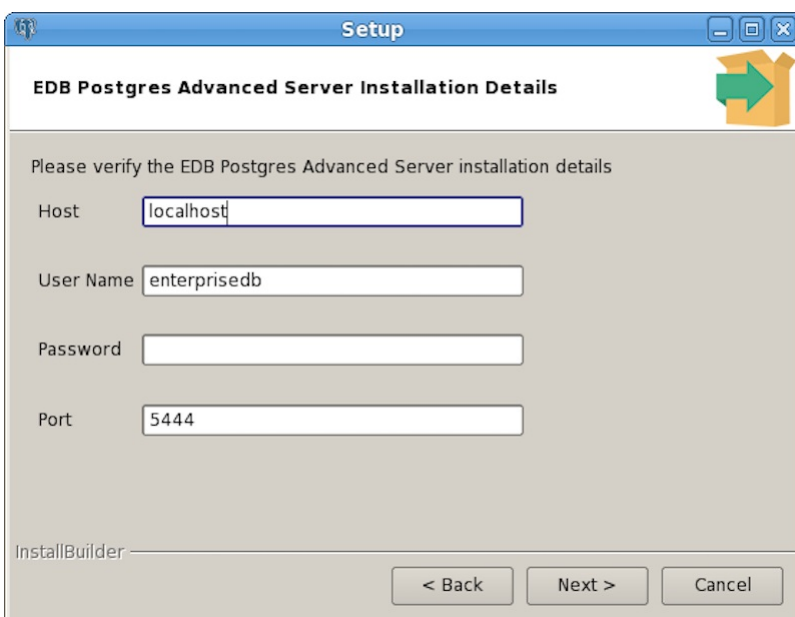 Setup
EDB Postgres Advanced Server Installation Details
Please verify the EDB Postgres Advanced Server installation details
Host localhost
User Name enterprisedb
Password
Port 5444
InstallBuilder
< Back Next > Cancel